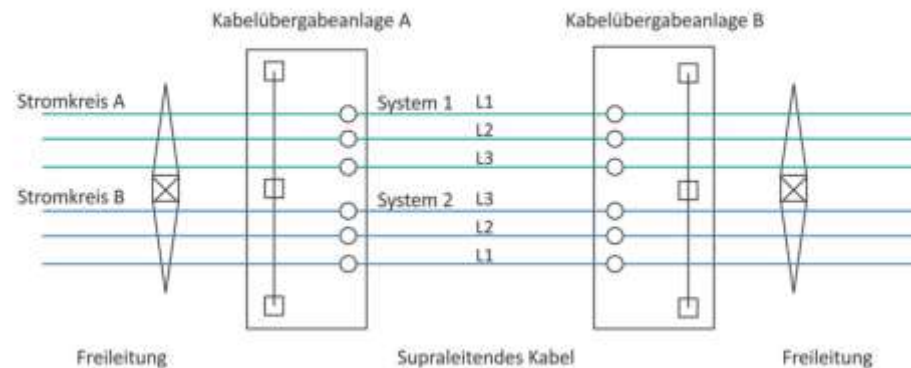 Kabelübergabeanlage A
Kabelübergabeanlage B
Stromkreis A
System 1
L1
L2
L3
Stromkreis B
System 2
L3
L2
L1
Freileitung
Supraleitendes Kabel
Freileitung